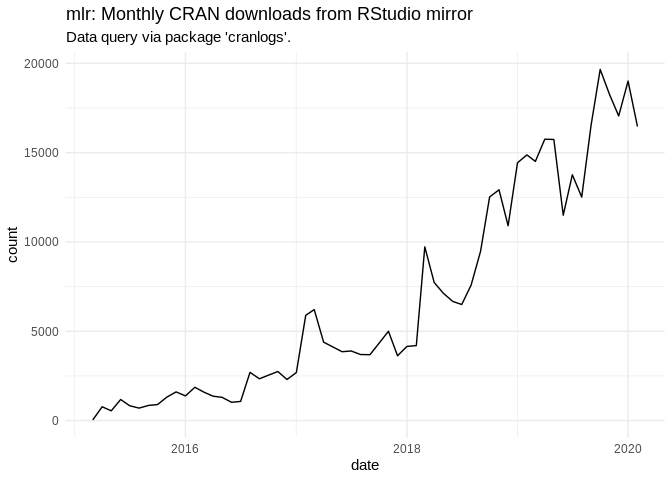 mlr: Monthly CRAN downloads from RStudio mirror
Data query via package 'cranlogs'.
20000
15000
10000
5000
0
count
2016
2018
2020
date